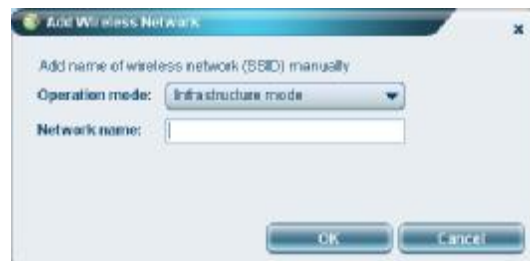 Add Wireless Network
Add name of wireless network (SSID) manually
Operation mode: Infrastructure mode
Network name:
OK Cancel